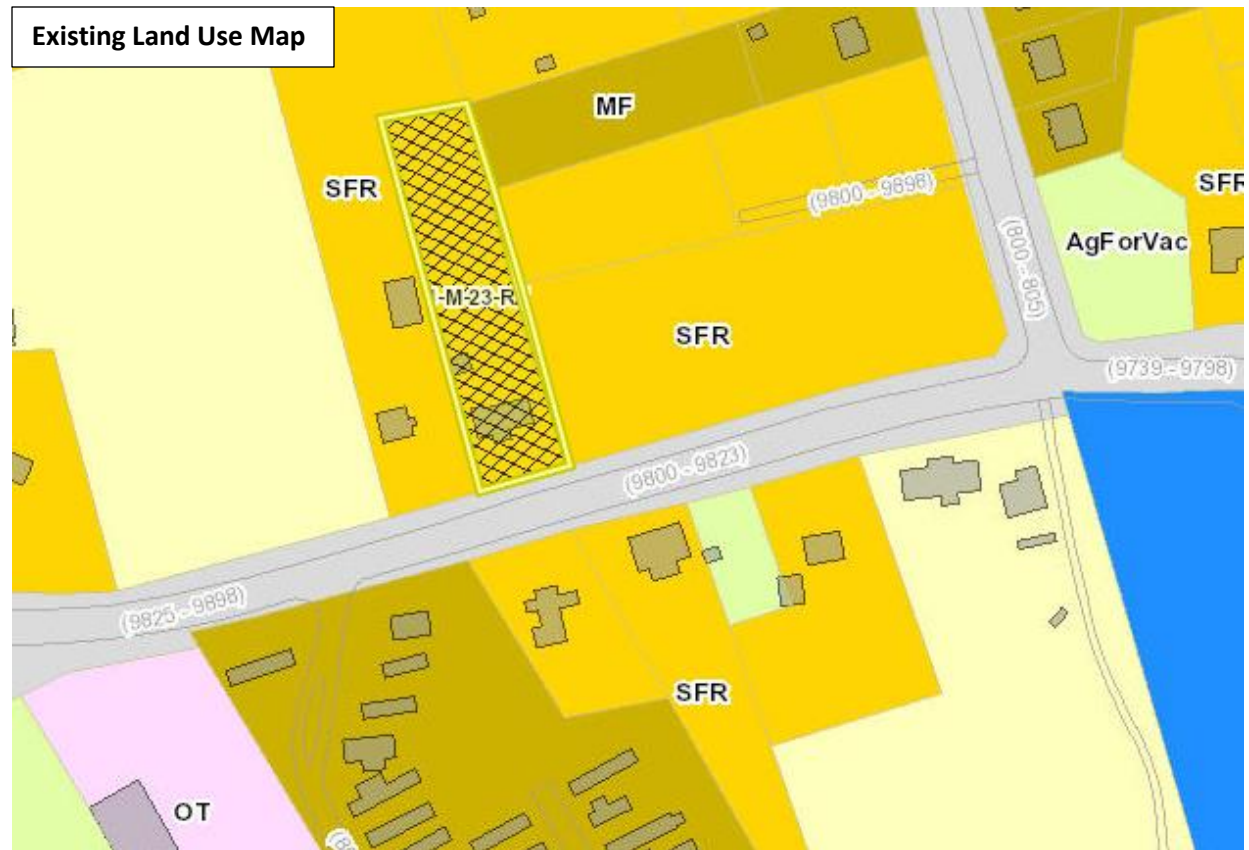 Existing Land Use Map
MF
SFR
(9800 - 9898)
SFR
AgForVac
(800 - 805)
-M-23-R
SFR
(9739 - 9798)
(9800 - 9823)
(9825 - 9898)
SFR
OT